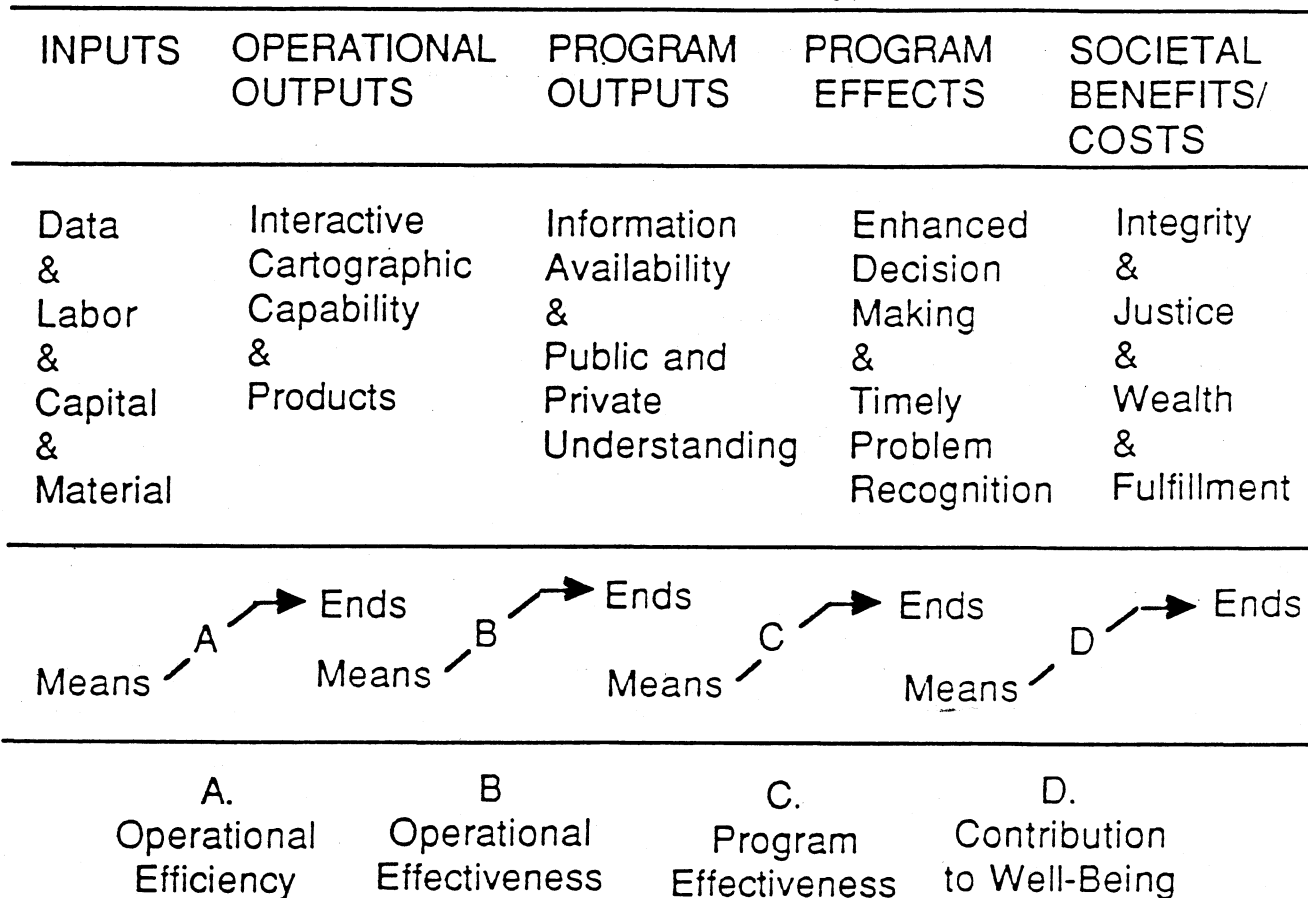 INPUTS OPERATIONAL OUTPUTS PROGRAM OUTPUTS PROGRAM EFFECTS SOCIETAL BENEFITS/ COSTS
Data
&
Labor
&
Capital
&
Material
Interactive
Cartographic
Capability
&
Products
Information
Availability
&
Public and
Private
Understanding
Enhanced
Decision
Making
&
Timely
Problem
Recognition
Integrity
&
Justice
&
Wealth
&
Fulfillment
Means A Ends
Means B Ends
Means C Ends
Means D Ends
A.
Operational
Efficiency
B
Operational
Effectiveness
C.
Program
Effectiveness
D.
Contribution
to Well-Being